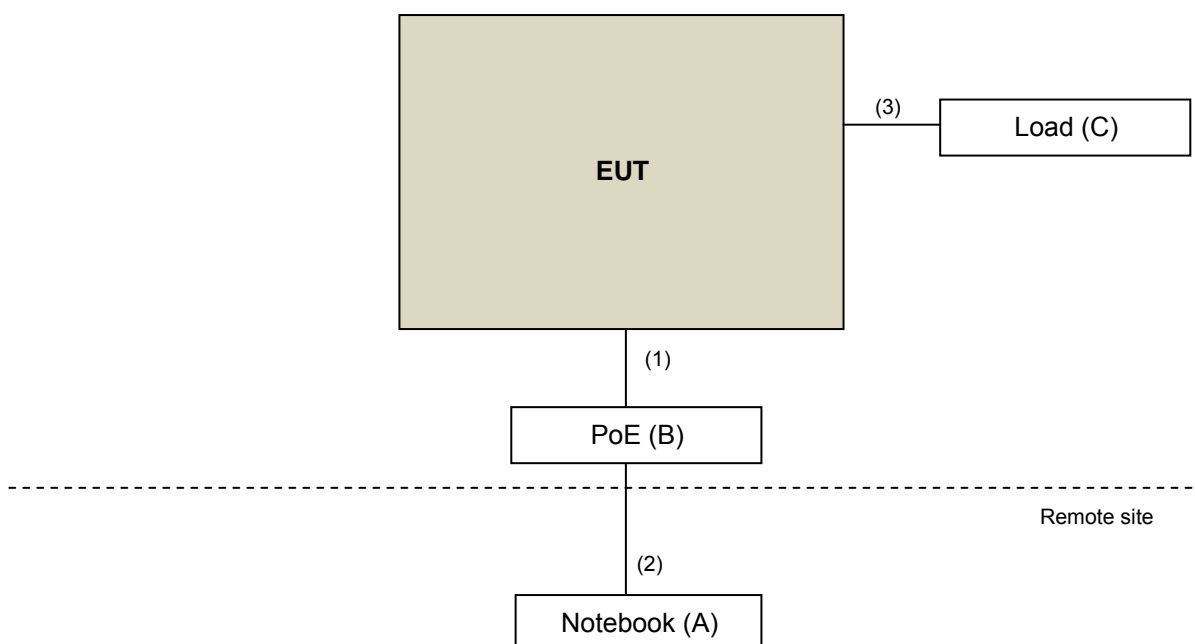 (3)
Load (C)
EUT
(1)
PoE (B)
Remote site
(2)
Notebook (A)